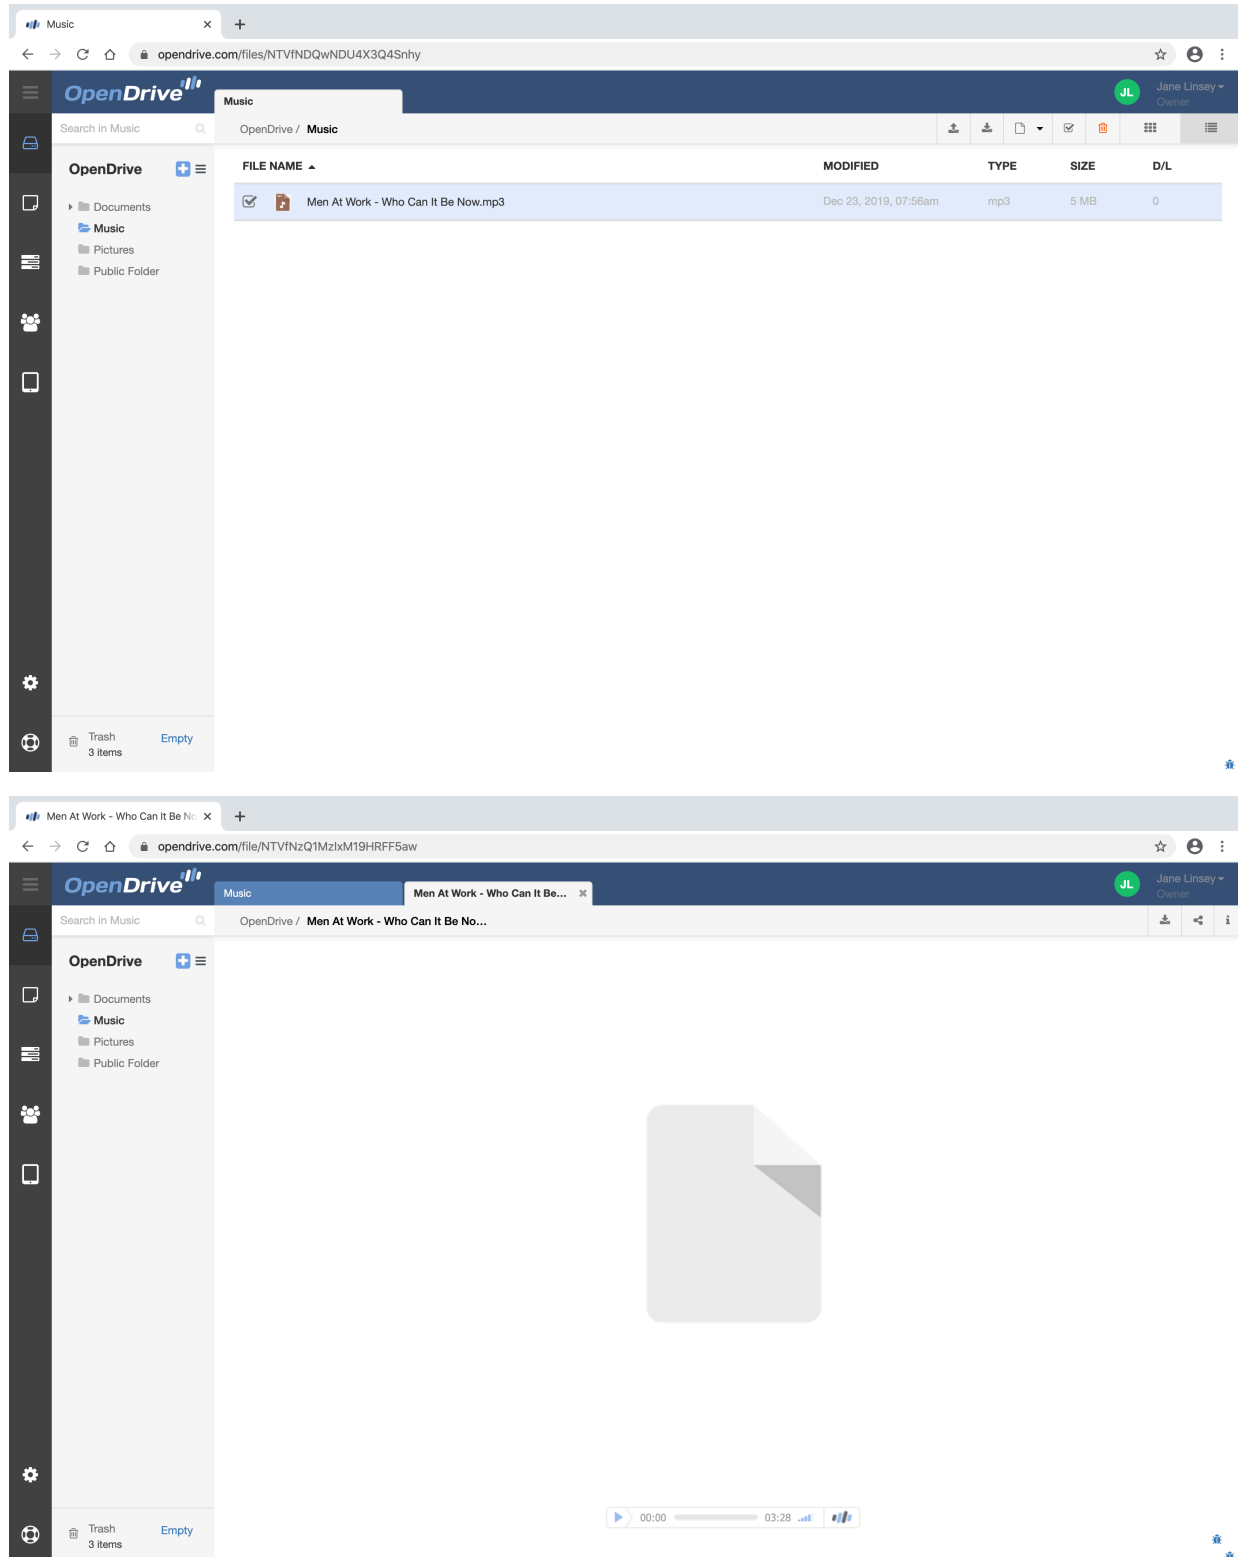 Music
opendrive.com/files/NTVfNDQwNDU4X3Q4Snhy
OpenDrive
Music
JL
Jane Linsey
Owner
Search in Music
OpenDrive / Music
OpenDrive
FILE NAME
MODIFIED
TYPE
SIZE
D/L
Men At Work - Who Can It Be Now.mp3
Dec 23, 2019, 07:56am
mp3
5 MB
0
Documents
Music
Pictures
Public Folder
Trash
3 items
Empty
Men At Work - Who Can It Be No
opendrive.com/file/NTVfNzQ1MzIxM19HRFF5aw
OpenDrive
Music
Men At Work - Who Can It Be...
JL
Jane Linsey
Owner
Search in Music
OpenDrive / Men At Work - Who Can It Be No...
OpenDrive
Documents
Music
Pictures
Public Folder
00:00
03:28
Trash
3 items
Empty